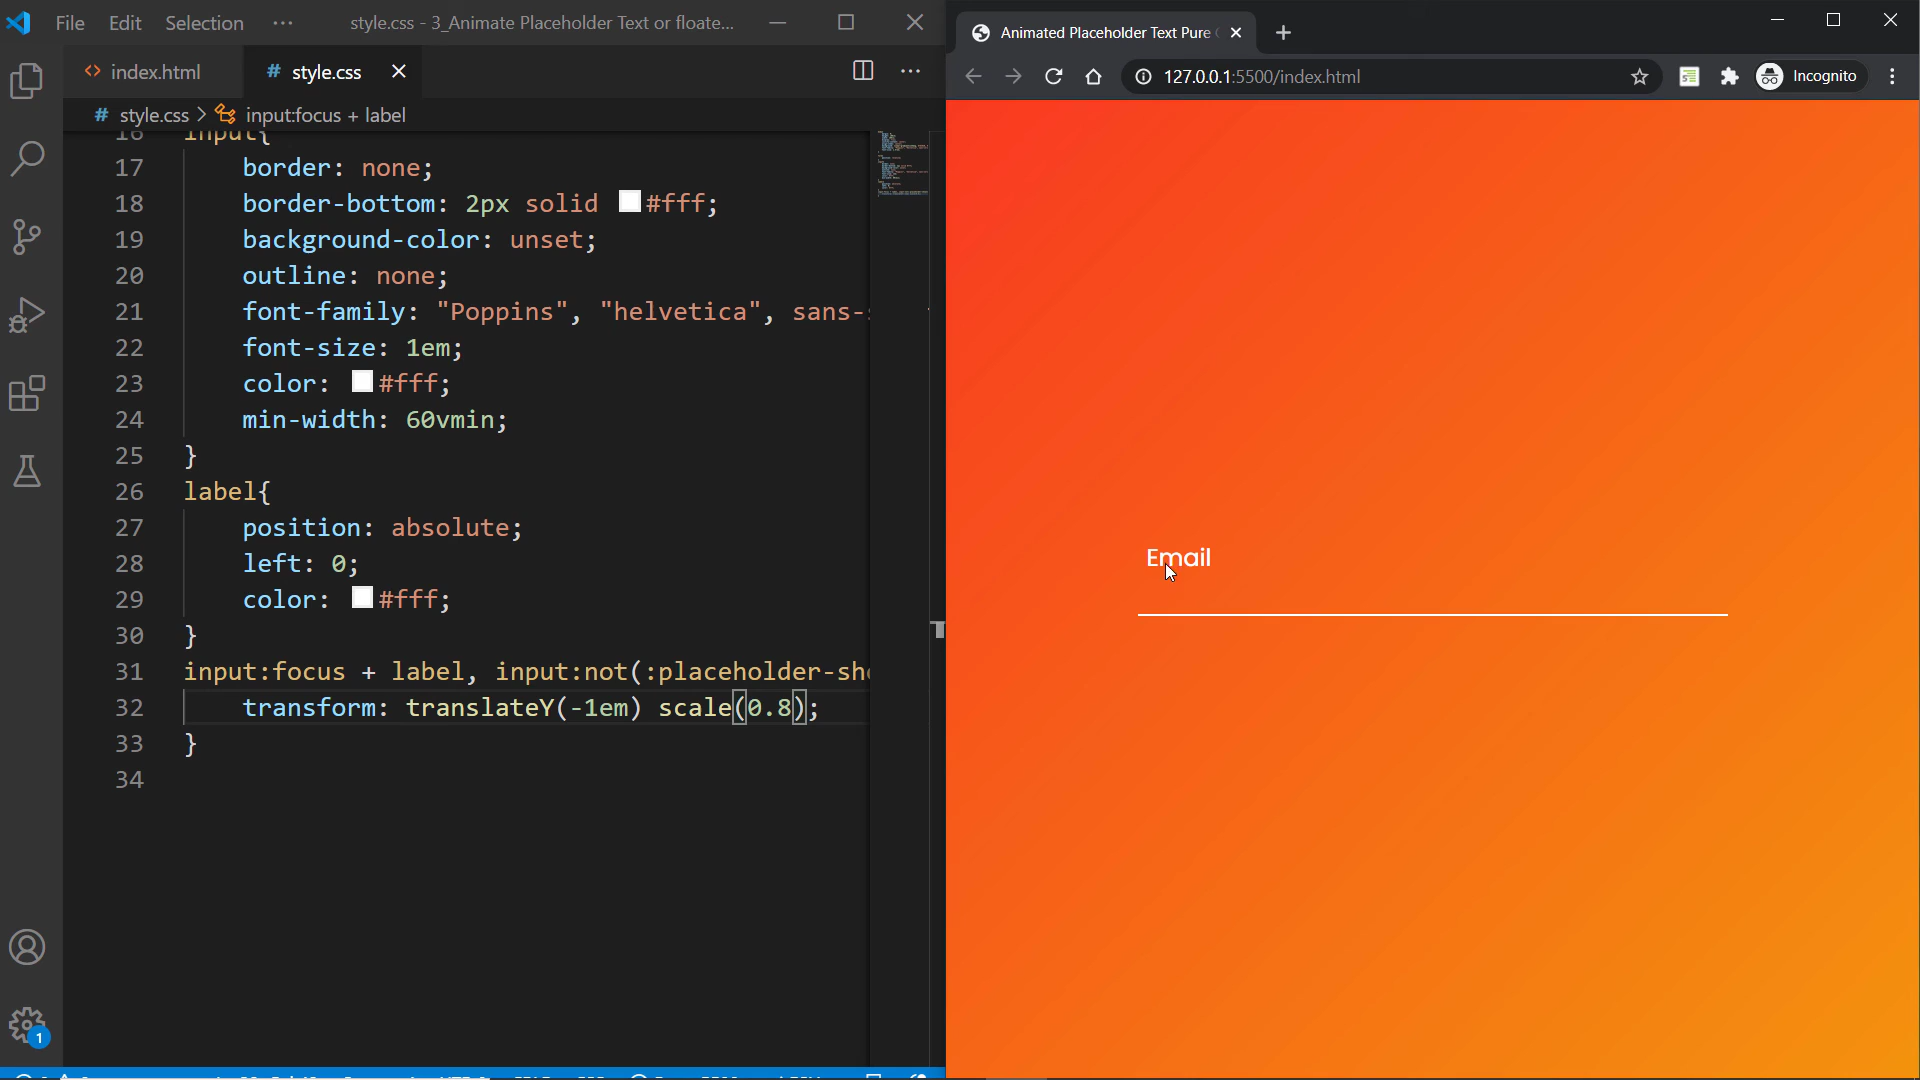 File Edit Selection ··· style.css - 3_Animate Placeholder Text or floate...
index.html # style.css
# style.css > input:focus + label
16 input{
17 border: none;
18 border-bottom: 2px solid #fff;
19 background-color: unset;
20 outline: none;
21 font-family: "Poppins", "helvetica", sans-
22 font-size: 1em;
23 color: #fff;
24 min-width: 60vmin;
25 }
26 label{
27 position: absolute;
28 left: 0;
29 color: #fff;
30 }
31 input:focus + label, input:not(:placeholder-sho
32 transform: translateY(-1em) scale(0.8);
33 }
34
1
Animated Placeholder Text Pure
127.0.0.1:5500/index.html
Incognito
Email